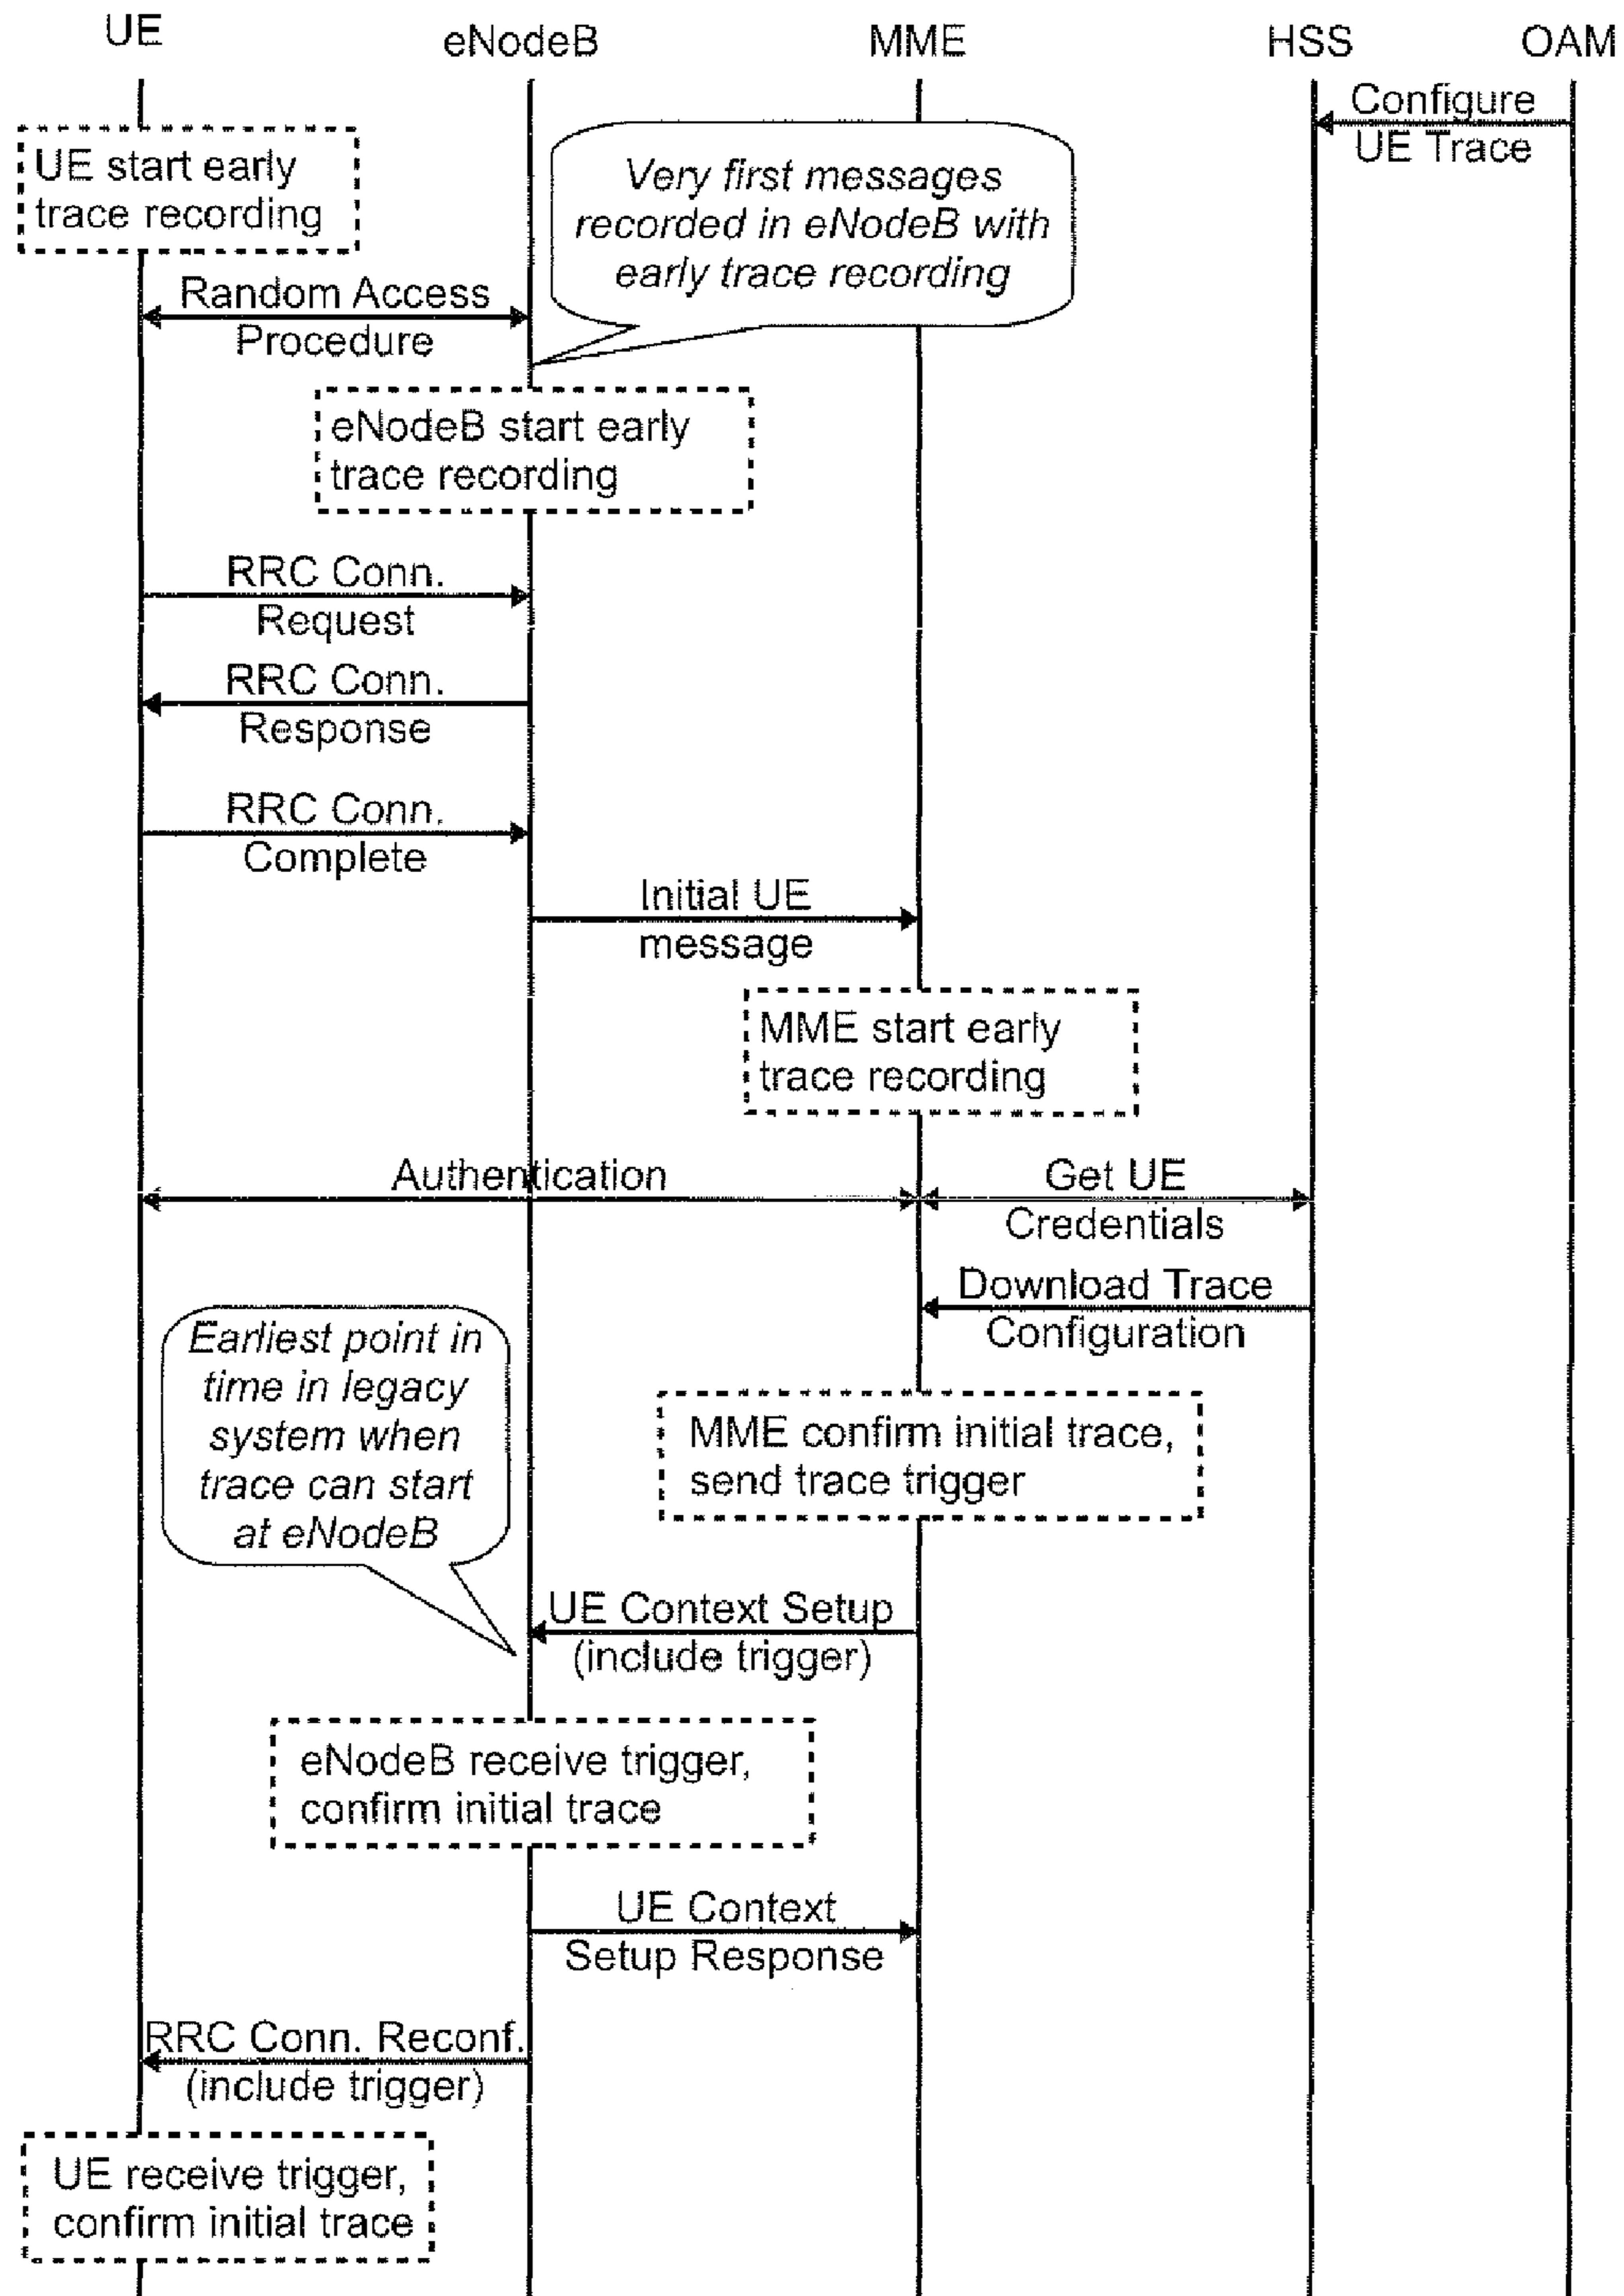 UE
eNodeB
MME
HSS
OAM
Configure
UE Trace
UE start early
trace recording
Very first messages
recorded in eNodeB with
early trace recording
Random Access
Procedure
eNodeB start early
trace recording
RRC Conn.
Request
RRC Conn.
Response
RRC Conn.
Complete
Initial UE
message
MME start early
trace recording
Authentication
Get UE
Credentials
Download Trace
Configuration
Earliest point in
time in legacy
system when
trace can start
at eNodeB
MME confirm initial trace,
send trace trigger
UE Context Setup
(include trigger)
eNodeB receive trigger,
confirm initial trace
UE Context
Setup Response
RRC Conn. Reconf.
(include trigger)
UE receive trigger,
confirm initial trace